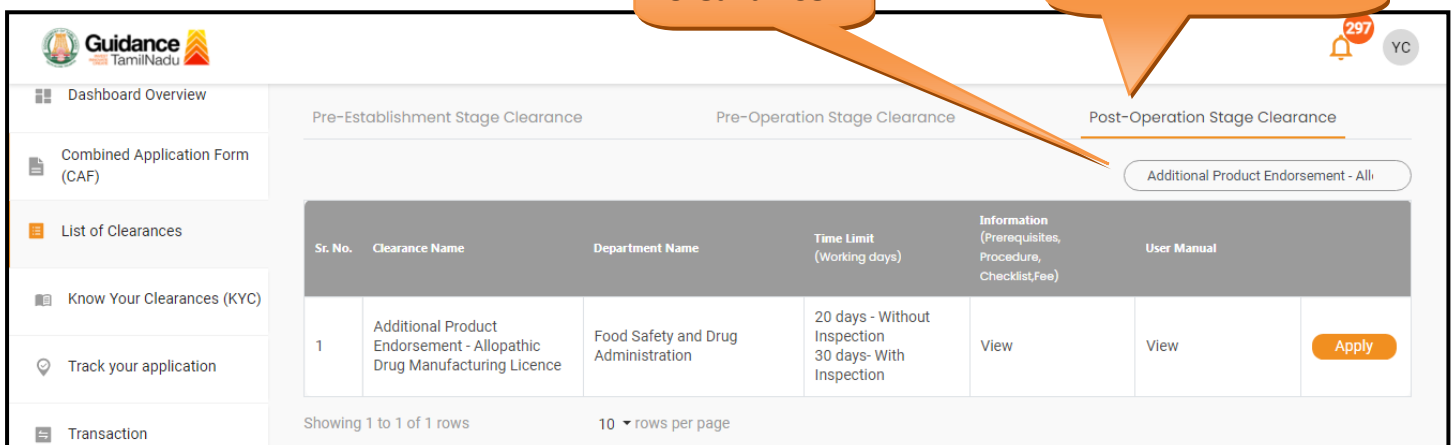 297
Guidance
TamilNadu
YC
Dashboard Overview
Combined Application Form
(CAF)
List of Clearances
Know Your Clearances (KYC)
Track your application
Transaction
Pre-Establishment Stage Clearance
Pre-Operation Stage Clearance
Post-Operation Stage Clearance
Additional Product Endorsement - Allo
Sr. No.
Clearance Name
Department Name
Time Limit
(Working days)
Information
(Prerequisites,
Procedure,
Checklist,Fee)
User Manual
1
Additional Product
Endorsement - Allopathic
Drug Manufacturing Licence
Food Safety and Drug
Administration
20 days - Without
Inspection
30 days- With
Inspection
View
View
Apply
Showing 1 to 1 of 1 rows
10 rows per page